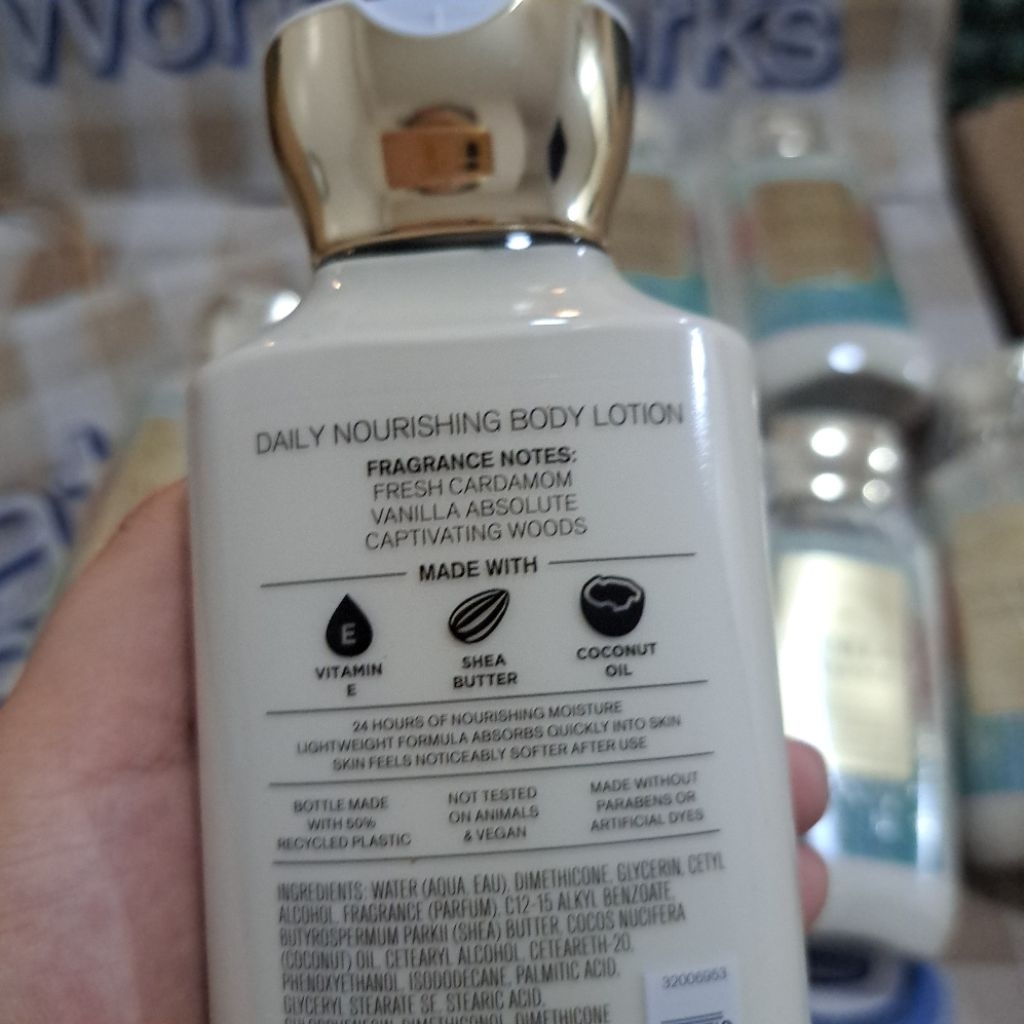 DAILY NOURISHING BODY LOTION
FRAGRANCE NOTES:
FRESH CARDAMOM
VANILLA ABSOLUTE
CAPTIVATING WOODS
MADE WITH
E
VITAMIN
E
SHEA
BUTTER
COCONUT
OIL
24 HOURS OF NOURISHING MOISTURE
LIGHTWEIGHT FORMULA ABSORBS QUICKLY INTO SKIN
SKIN FEELS NOTICEABLY SOFTER AFTER USE
BOTTLE MADE
WITH 50%
RECYCLED PLASTIC
NOT TESTED
ON ANIMALS
& VEGAN
MADE WITHOUT
PARABENS OR
ARTIFICIAL DYES
INGREDIENTS: WATER (AQUA, EAU), DIMETHICONE, GLYCERIN, CETYL
ALCOHOL, FRAGRANCE (PARFUM), C12-15 ALKYL BENZOATE,
BUTYROSPERMUM PARKII (SHEA) BUTTER, COCOS NUCIFERA
(COCONUT) OIL, CETEARYL ALCOHOL, CETEARETH-20,
PHENOXYETHANOL, ISODODECANE, PALMITIC ACID,
GLYCERYL STEARATE SE, STEARIC ACID,
CHLORPHENESIN, DIMETHICONOL, DIMETHICONE
32006953